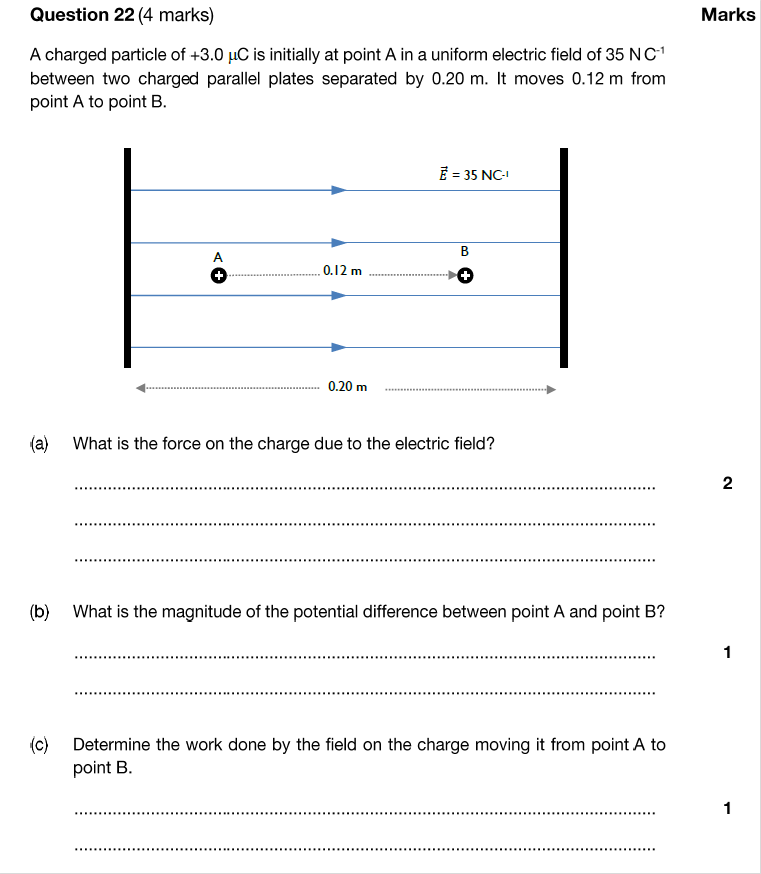 Question 22 (4 marks) Marks
A charged particle of +3.0 μC is initially at point A in a uniform electric field of 35 N C⁻¹
between two charged parallel plates separated by 0.20 m. It moves 0.12 m from
point A to point B.
E⃗ = 35 NC⁻¹
A B
0.12 m
0.20 m
(a) What is the force on the charge due to the electric field?
2
(b) What is the magnitude of the potential difference between point A and point B?
1
(c) Determine the work done by the field on the charge moving it from point A to
point B.
1